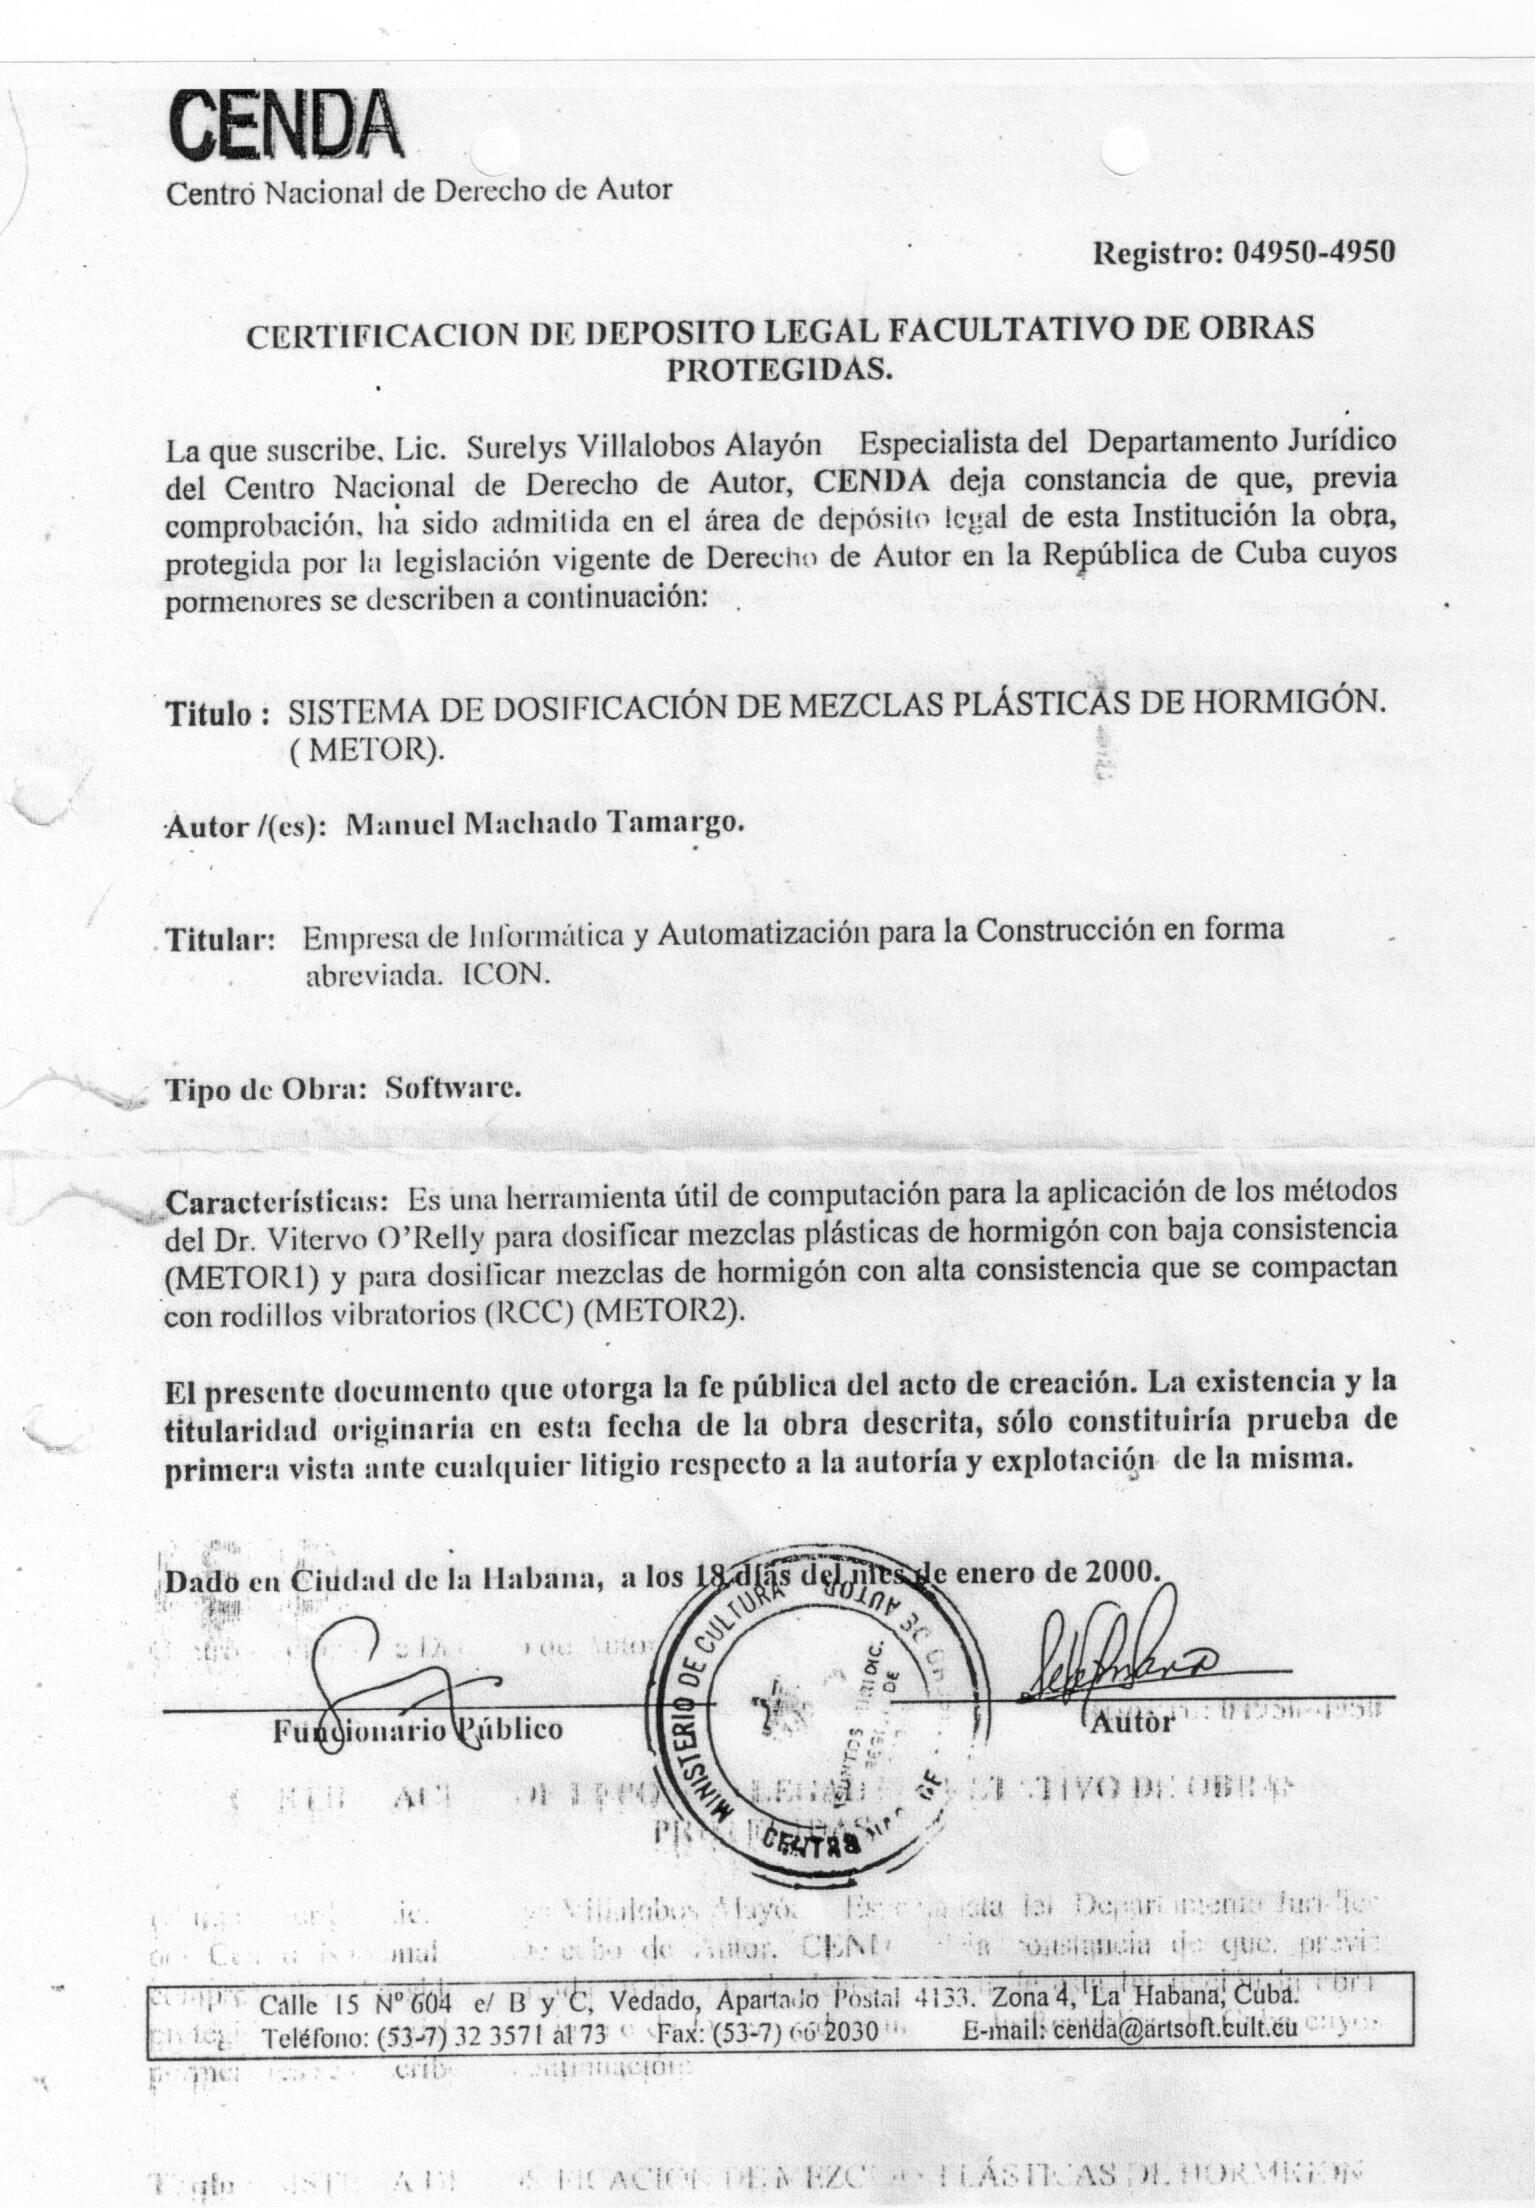 CENDA
Centro Nacional de Derecho de Autor
Registro: 04950-4950
CERTIFICACION DE DEPOSITO LEGAL FACULTATIVO DE OBRAS
PROTEGIDAS.
La que suscribe, Lic. Surelys Villalobos Alayón Especialista del Departamento Jurídico
del Centro Nacional de Derecho de Autor, CENDA deja constancia de que, previa
comprobación, ha sido admitida en el área de depósito legal de esta Institución la obra,
protegida por la legislación vigente de Derecho de Autor en la República de Cuba cuyos
pormenores se describen a continuación:
Titulo : SISTEMA DE DOSIFICACIÓN DE MEZCLAS PLÁSTICAS DE HORMIGÓN.
( METOR).
Autor /(es): Manuel Machado Tamargo.
Titular: Empresa de Informática y Automatización para la Construcción en forma
abreviada. ICON.
Tipo de Obra: Software.
Características: Es una herramienta útil de computación para la aplicación de los métodos
del Dr. Vitervo O'Relly para dosificar mezclas plásticas de hormigón con baja consistencia
(METOR1) y para dosificar mezclas de hormigón con alta consistencia que se compactan
con rodillos vibratorios (RCC) (METOR2).
El presente documento que otorga la fe pública del acto de creación. La existencia y la
titularidad originaria en esta fecha de la obra descrita, sólo constituiría prueba de
primera vista ante cualquier litigio respecto a la autoría y explotación de la misma.
Dado en Ciudad de la Habana, a los 18 días del mes de enero de 2000.
MINISTERIO DE CULTURA
DE AUTOR
Funcionario Público
Autor
Calle 15 Nº 604 e/ B y C, Vedado, Apartado Postal 4133. Zona 4, La Habana, Cuba.
Teléfono: (53-7) 32 3571 al 73 Fax: (53-7) 66 2030 E-mail: cenda@artsoft.cult.cu